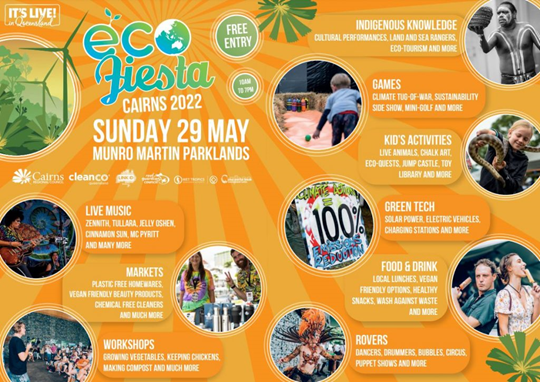 IT'S LIVE!
in Queensland
eco
Fiesta
CAIRNS 2022
FREE
ENTRY
10AM
TO 7PM
SUNDAY 29 MAY
MUNRO MARTIN PARKLANDS
Cairns
REGIONAL COUNCIL
cleanco
LIVE MUSIC
ZENNITH, TULLARA, JELLY OSHEN,
CINNAMON SUN, MC PYRITT
AND MANY MORE
MARKETS
PLASTIC FREE HOMEWARES,
VEGAN FRIENDLY BEAUTY PRODUCTS,
CHEMICAL FREE CLEANERS
AND MUCH MORE
WORKSHOPS
GROWING VEGETABLES, KEEPING CHICKENS,
MAKING COMPOST AND MUCH MORE
INDIGENOUS KNOWLEDGE
CULTURAL PERFORMANCES, LAND AND SEA RANGERS,
ECO-TOURISM AND MORE
GAMES
CLIMATE TUG-OF-WAR, SUSTAINABILITY
SIDE SHOW, MINI-GOLF AND MORE
KID'S ACTIVITIES
LIVE ANIMALS, CHALK ART,
ECO-QUESTS, JUMP CASTLE, TOY
LIBRARY AND MORE
100%
GREEN TECH
SOLAR POWER, ELECTRIC VEHICLES,
CHARGING STATIONS AND MORE
FOOD & DRINK
LOCAL LUNCHES, VEGAN
FRIENDLY OPTIONS, HEALTHY
SNACKS, WASH AGAINST WASTE
AND MORE
ROVERS
DANCERS, DRUMMERS, BUBBLES, CIRCUS,
PUPPET SHOWS AND MORE